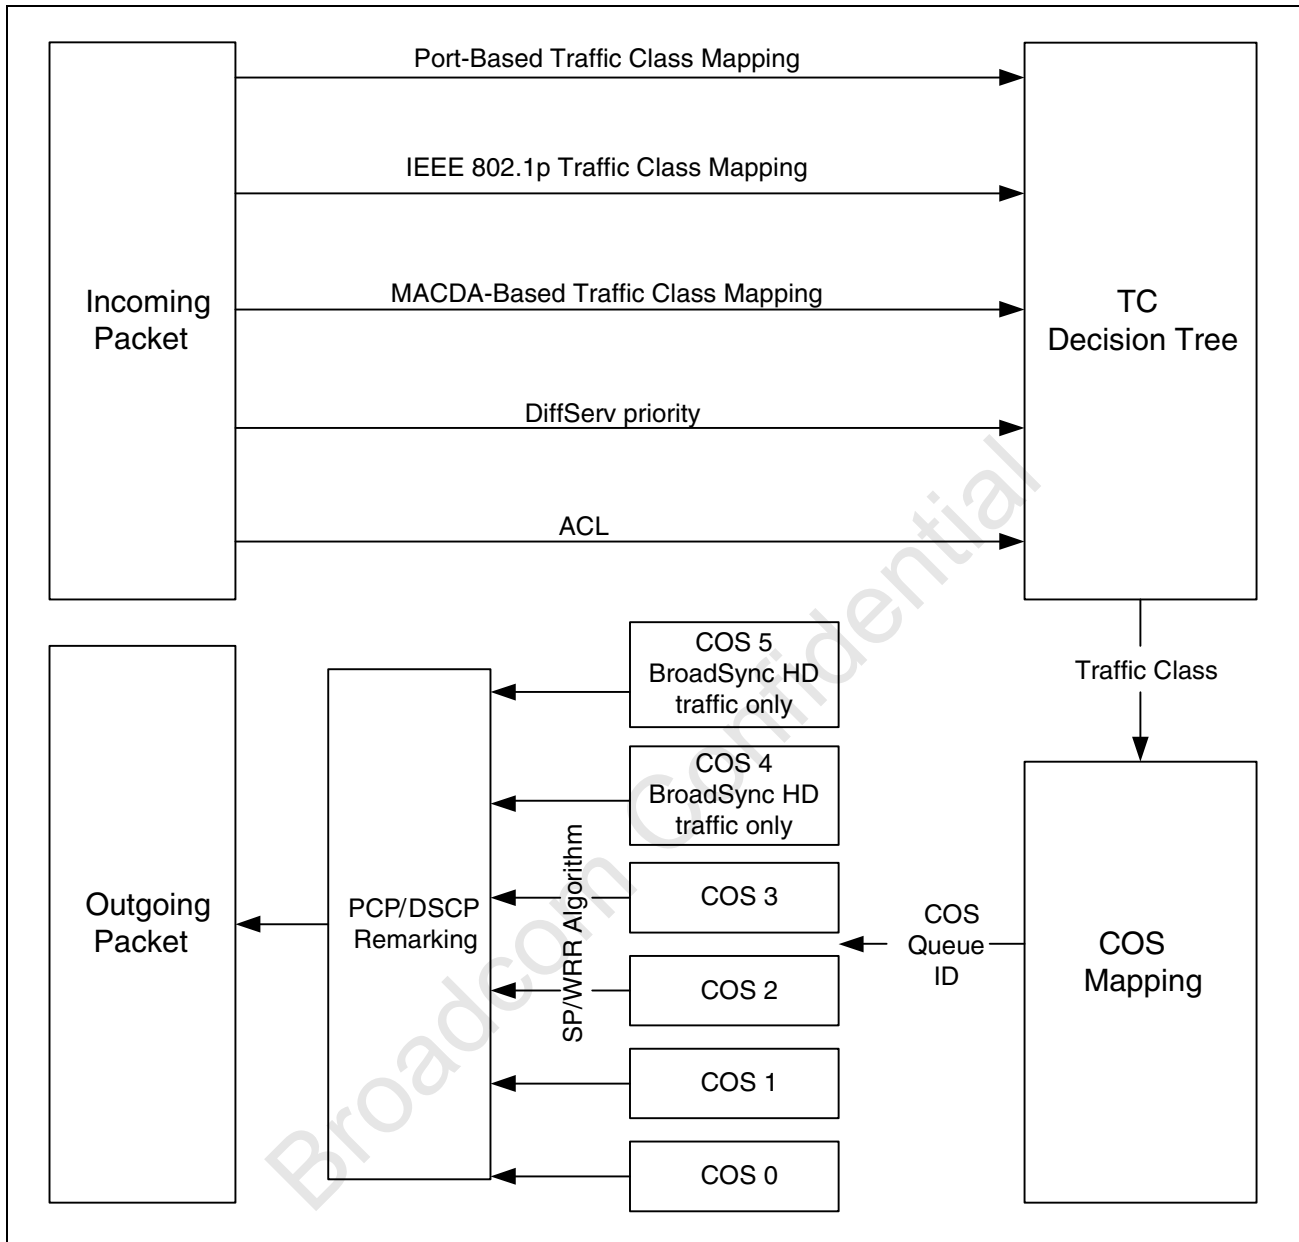 Port-Based Traffic Class Mapping
IEEE 802.1p Traffic Class Mapping
MACDA-Based Traffic Class Mapping
DiffServ priority
ACL
Incoming
Packet
TC
Decision Tree
Traffic Class
COS
Mapping
COS
Queue
ID
COS 5
BroadSync HD
traffic only
COS 4
BroadSync HD
traffic only
COS 3
COS 2
COS 1
COS 0
SP/WRR Algorithm
PCP/DSCP
Remarking
Outgoing
Packet
Broadcom Confidential